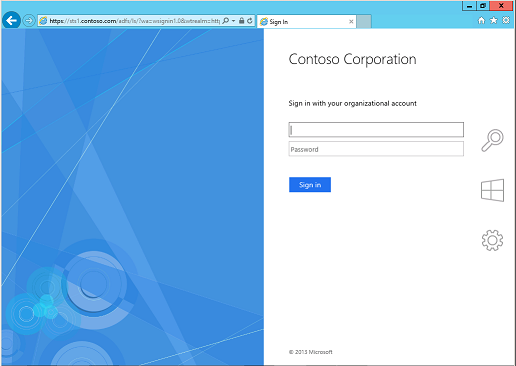 https://sts1.contoso.com/adfs/ls/?wa=wsignin1.0&wtrealm=htt
Sign In
Contoso Corporation
Sign in with your organizational account
Password
Sign in
© 2013 Microsoft